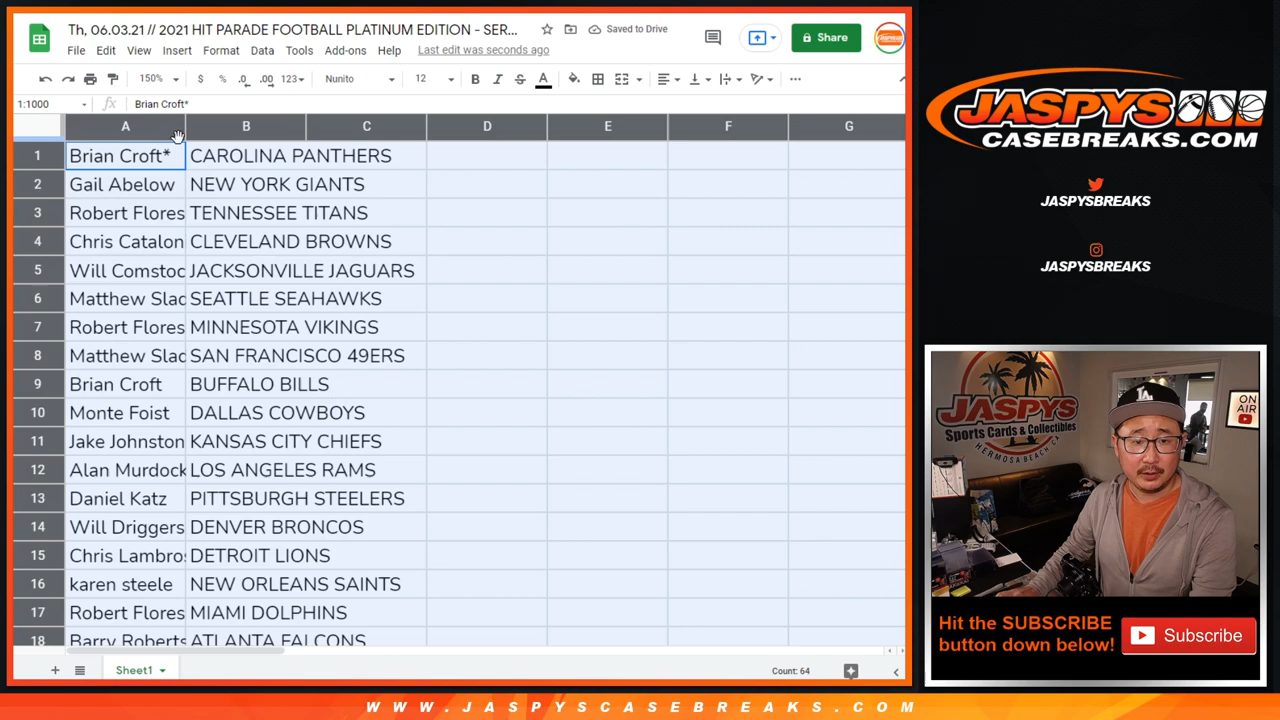 Th, 06.03.21 // 2021 HIT PARADE FOOTBALL PLATINUM EDITION - SER...
Saved to Drive
Share
File Edit View Insert Format Data Tools Add-ons Help Last edit was seconds ago
150% $ % .0 .00 123 Nunito 12 B I S A
1:1000 fx Brian Croft*
A B C D E F G
1 Brian Croft* CAROLINA PANTHERS
2 Gail Abelow NEW YORK GIANTS
3 Robert Flores TENNESSEE TITANS
4 Chris Catalon CLEVELAND BROWNS
5 Will Comstoc JACKSONVILLE JAGUARS
6 Matthew Slac SEATTLE SEAHAWKS
7 Robert Flores MINNESOTA VIKINGS
8 Matthew Slac SAN FRANCISCO 49ERS
9 Brian Croft BUFFALO BILLS
10 Monte Foist DALLAS COWBOYS
11 Jake Johnston KANSAS CITY CHIEFS
12 Alan Murdock LOS ANGELES RAMS
13 Daniel Katz PITTSBURGH STEELERS
14 Will Driggers DENVER BRONCOS
15 Chris Lambros DETROIT LIONS
16 karen steele NEW ORLEANS SAINTS
17 Robert Flores MIAMI DOLPHINS
18 Barry Roberts ATLANTA FALCONS
Sheet1
Count: 64
JASPYS
CASEBREAKS.COM
JASPYSBREAKS
JASPYSBREAKS
JASPYS
Sports Cards & Collectibles
HERMOSA BEACH, CA
ON
AIR
LA
Hit the SUBSCRIBE
button down below!
Subscribe
WWW.JASPYSCASEBREAKS.COM